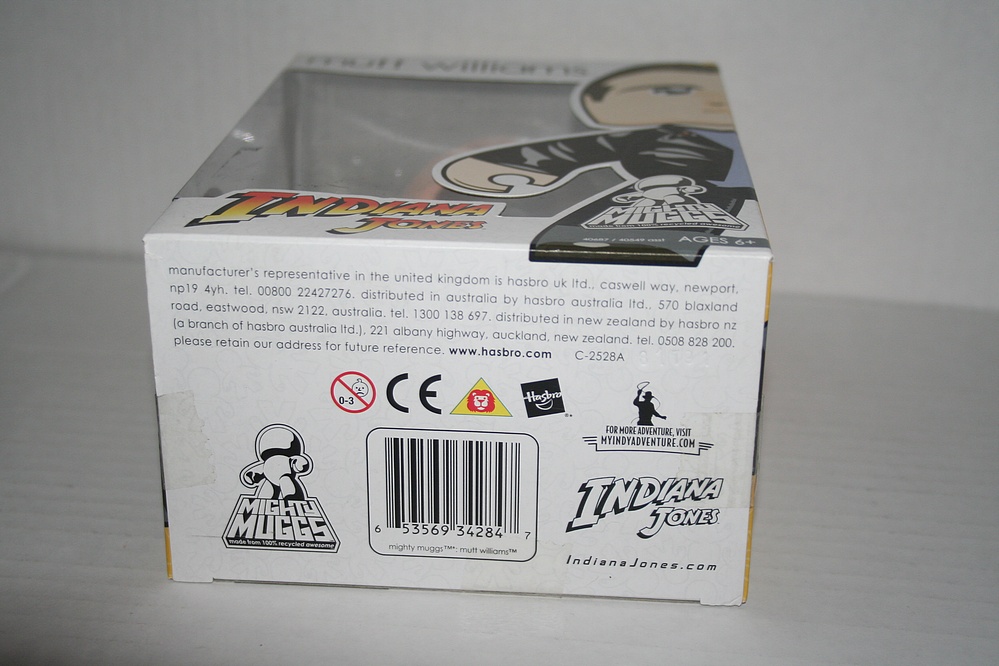 mutt williams
INDIANA
JONES
MIGHTY
MUGGS
made from 100% recycled awesome
AGES 6+
manufacturer's representative in the united kingdom is hasbro uk ltd., caswell way, newport,
np19 4yh. tel. 00800 22427276. distributed in australia by hasbro australia ltd., 570 blaxland
road, eastwood, nsw 2122, australia. tel. 1300 138 697. distributed in new zealand by hasbro nz
(a branch of hasbro australia ltd.), 221 albany highway, auckland, new zealand. tel. 0508 828 200.
please retain our address for future reference. www.hasbro.com C-2528A
0-3 CE Hasbro
FOR MORE ADVENTURE, VISIT
MYINDYADVENTURE.COM
MIGHTY
MUGGS
made from 100% recycled awesome
6 53569 34284 7
mighty muggs™: mutt williams™
INDIANA
JONES
IndianaJones.com